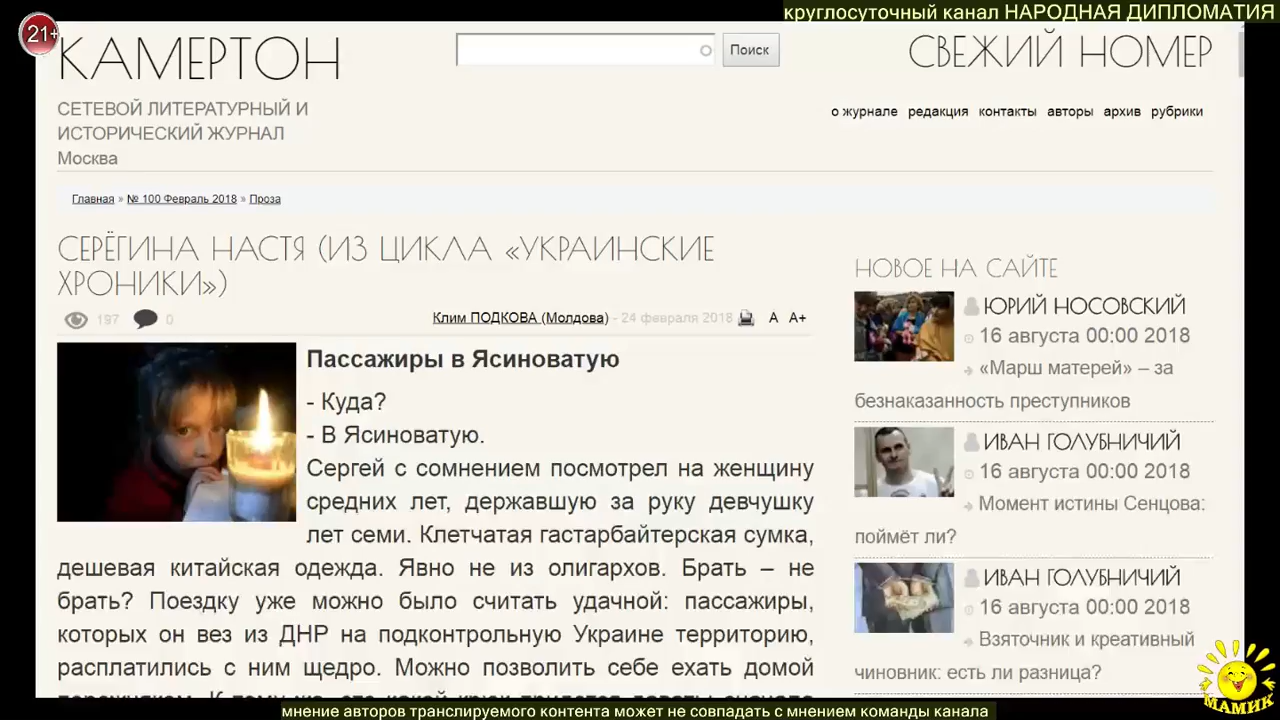 круглосуточный канал НАРОДНАЯ ДИПЛОМАТИЯ
21+
КАМЕРТОН
Поиск
СВЕЖИЙ НОМЕР
СЕТЕВОЙ ЛИТЕРАТУРНЫЙ И
ИСТОРИЧЕСКИЙ ЖУРНАЛ
Москва
о журнале редакция контакты авторы архив рубрики
Главная » № 100 Февраль 2018 » Проза
СЕРЁГИНА НАСТЯ (ИЗ ЦИКЛА «УКРАИНСКИЕ
ХРОНИКИ»)
197 0
Клим ПОДКОВА (Молдова) - 24 февраля 2018 A A+
Пассажиры в Ясиноватую
- Куда?
- В Ясиноватую.
Сергей с сомнением посмотрел на женщину
средних лет, державшую за руку девчушку
лет семи. Клетчатая гастарбайтерская сумка,
дешевая китайская одежда. Явно не из олигархов. Брать – не
брать? Поездку уже можно было считать удачной: пассажиры,
которых он вез из ДНР на подконтрольную Украине территорию,
расплатились с ним щедро. Можно позволить себе ехать домой
НОВОЕ НА САЙТЕ
ЮРИЙ НОСОВСКИЙ
16 августа 00:00 2018
«Марш матерей» – за
безнаказанность преступников
ИВАН ГОЛУБНИЧИЙ
16 августа 00:00 2018
Момент истины Сенцова:
поймёт ли?
ИВАН ГОЛУБНИЧИЙ
16 августа 00:00 2018
Взяточник и креативный
чиновник: есть ли разница?
МАМИК
мнение авторов транслируемого контента может не совпадать с мнением команды канала